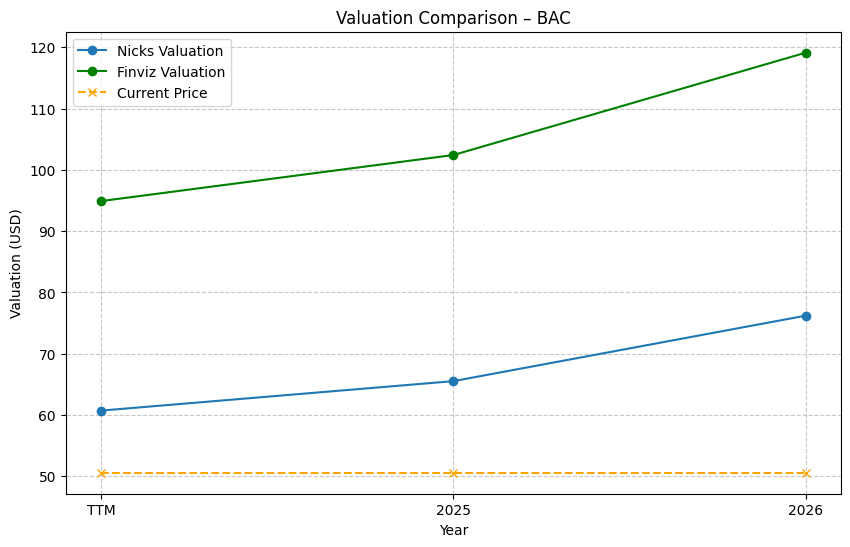 Valuation Comparison – BAC
Nicks Valuation
Finviz Valuation
Current Price
Valuation (USD)
120
110
100
90
80
70
60
50
TTM
2025
2026
Year